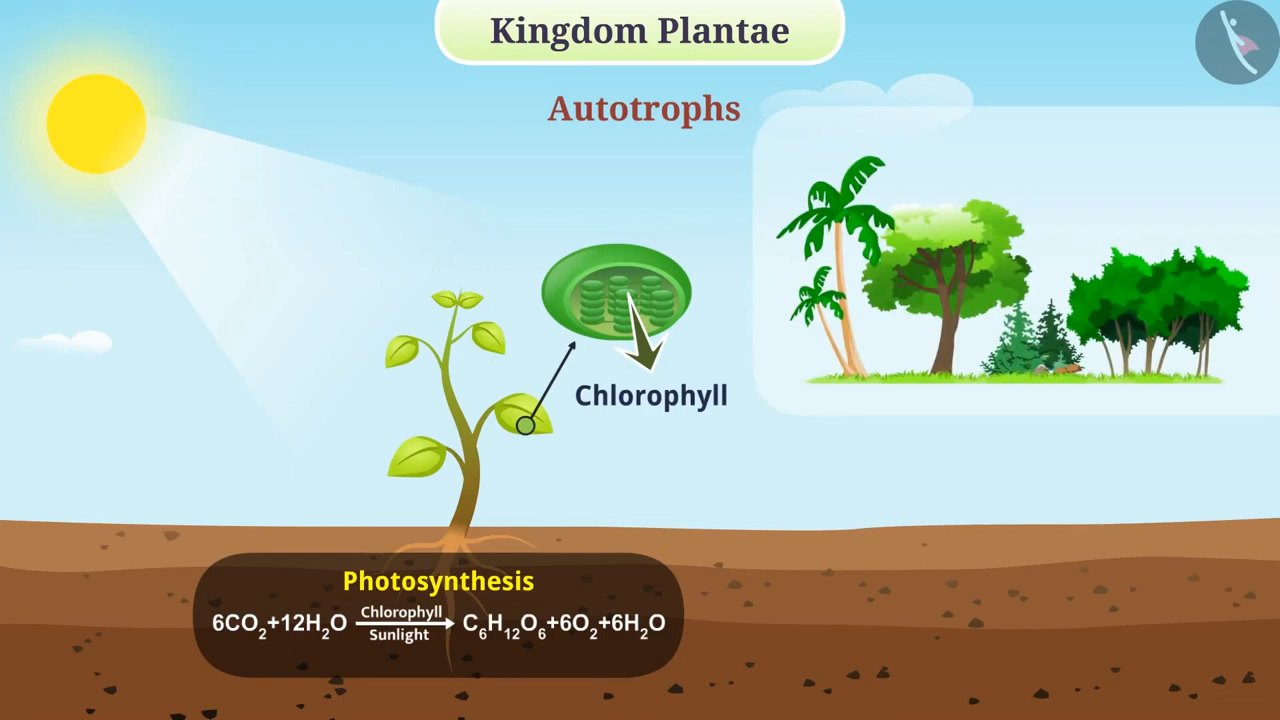 Kingdom Plantae
Autotrophs
Chlorophyll
Photosynthesis
6CO₂+12H₂O Chlorophyll Sunlight C₆H₁₂O₆+6O₂+6H₂O